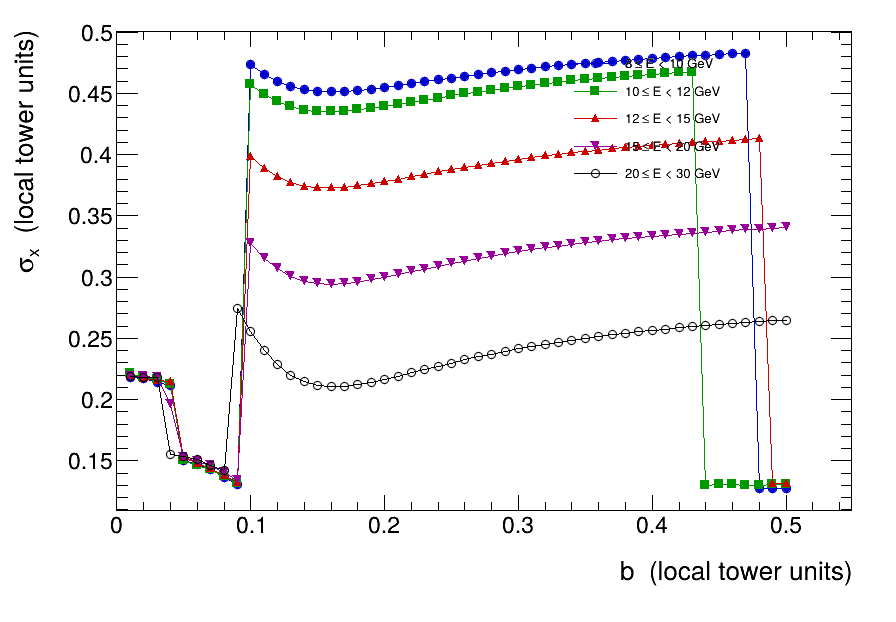 σx (local tower units)
0.5
0.45
0.4
0.35
0.3
0.25
0.2
0.15
8 ≤ E < 10 GeV
10 ≤ E < 12 GeV
12 ≤ E < 15 GeV
15 ≤ E < 20 GeV
20 ≤ E < 30 GeV
0 0.1 0.2 0.3 0.4 0.5
b (local tower units)